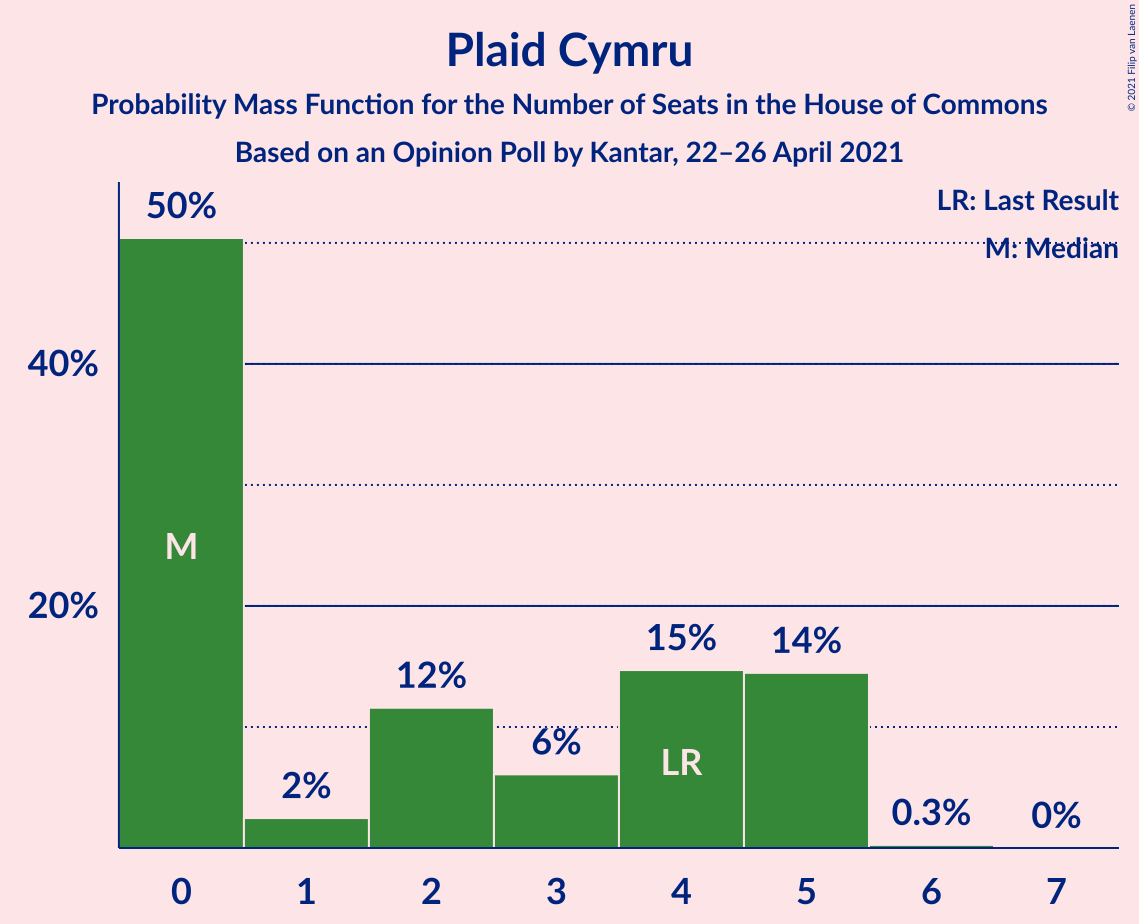 Plaid Cymru
Probability Mass Function for the Number of Seats in the House of Commons
Based on an Opinion Poll by Kantar, 22–26 April 2021
© 2021 Filip van Laenen
LR: Last Result
M: Median
50%
40%
20%
M
2%
12%
6%
15%
LR
14%
0.3%
0%
0 1 2 3 4 5 6 7